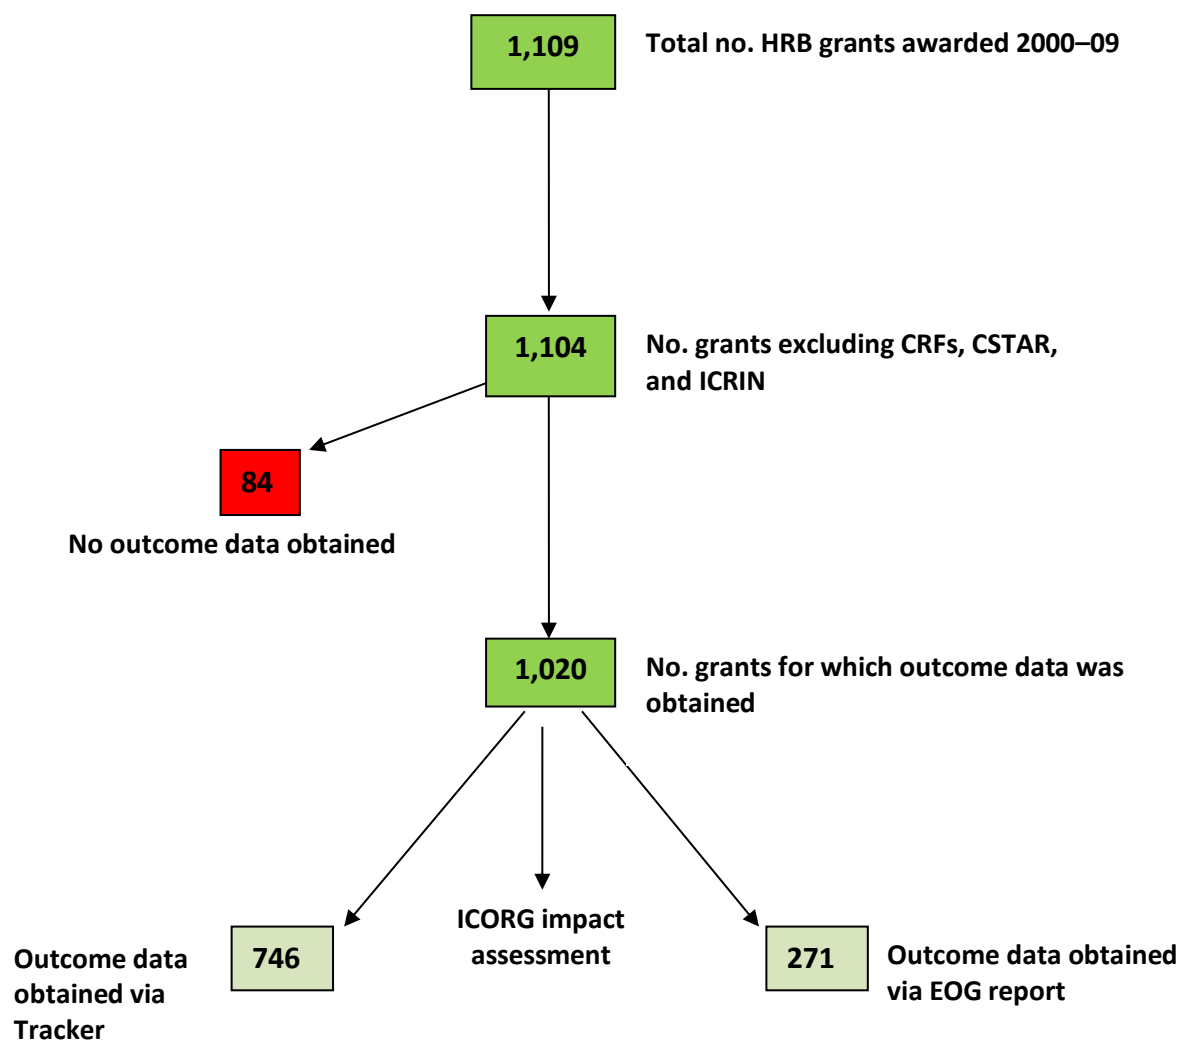 1,109
Total no. HRB grants awarded 2000–09
1,104
No. grants excluding CRFs, CSTAR,
and ICRIN
84
No outcome data obtained
1,020
No. grants for which outcome data was
obtained
Outcome data
obtained via
Tracker
746
ICORG impact
assessment
271
Outcome data obtained
via EOG report